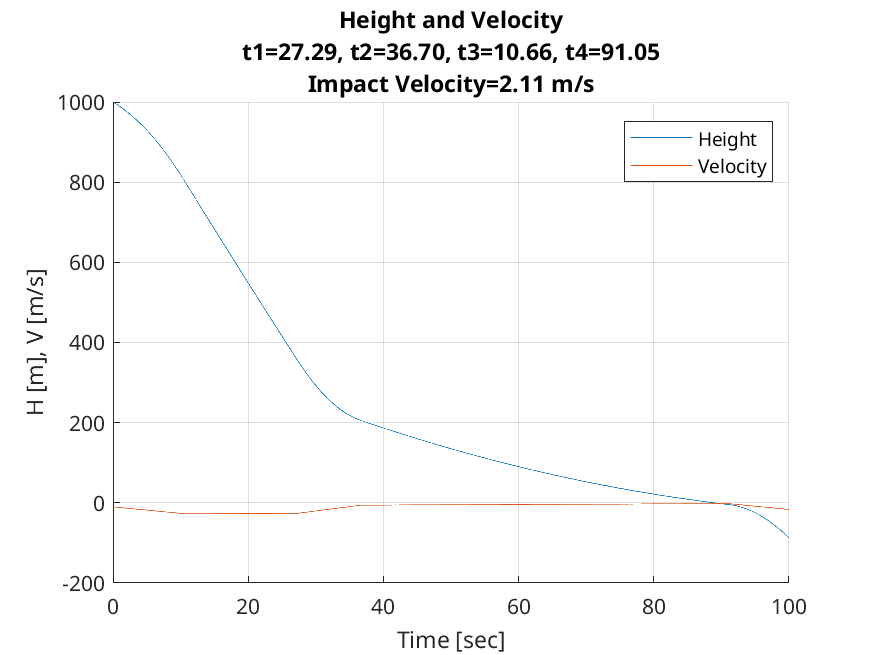 Height and Velocity
t1=27.29, t2=36.70, t3=10.66, t4=91.05
Impact Velocity=2.11 m/s
1000
800
600
400
200
0
-200
H [m], V [m/s]
Height
Velocity
0 20 40 60 80 100
Time [sec]